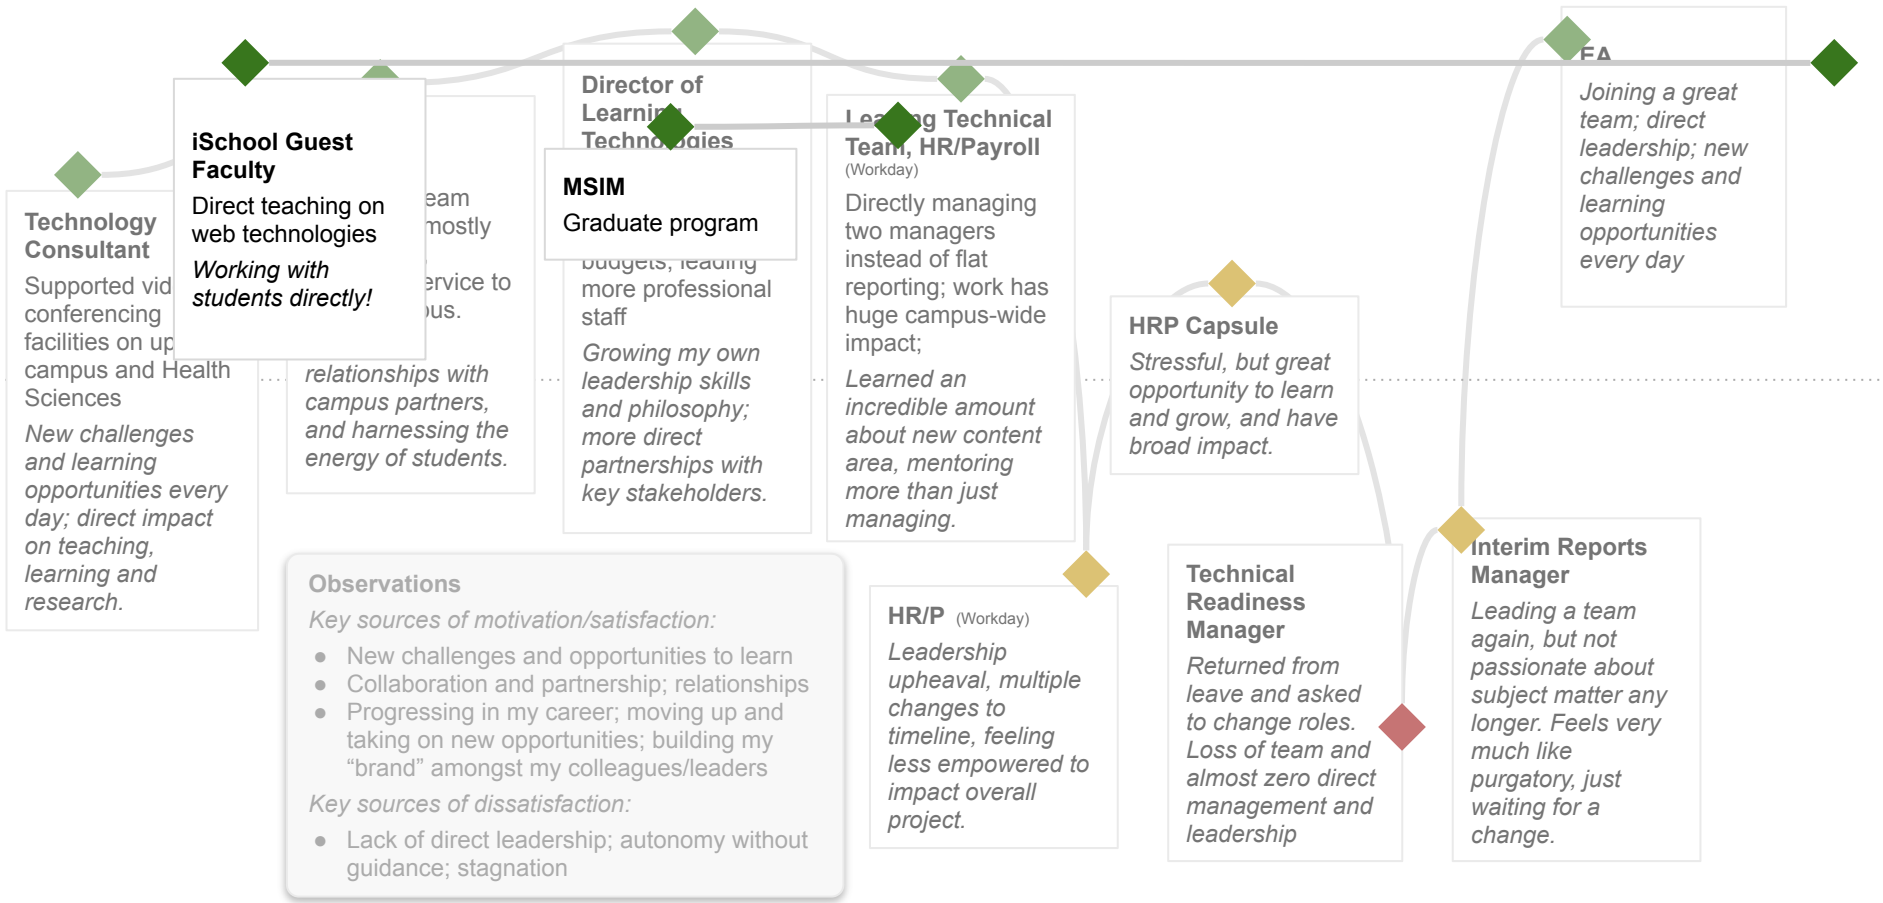 Technology
Consultant
Supported vid
conferencing
facilities on up
campus and Health
Sciences
New challenges
and learning
opportunities every
day; direct impact
on teaching,
learning and
research.
iSchool Guest
Faculty
Direct teaching on
web technologies
Working with
students directly!
eam
mostly
ervice to
ous.
relationships with
campus partners,
and harnessing the
energy of students.
Director of
Learning
Technologies
MSIM
Graduate program
budgets, leading
more professional
staff
Growing my own
leadership skills
and philosophy;
more direct
partnerships with
key stakeholders.
Leading Technical
Team, HR/Payroll
(Workday)
Directly managing
two managers
instead of flat
reporting; work has
huge campus-wide
impact;
Learned an
incredible amount
about new content
area, mentoring
more than just
managing.
HR/P (Workday)
Leadership
upheaval, multiple
changes to
timeline, feeling
less empowered to
impact overall
project.
HRP Capsule
Stressful, but great
opportunity to learn
and grow, and have
broad impact.
Technical
Readiness
Manager
Returned from
leave and asked
to change roles.
Loss of team and
almost zero direct
management and
leadership
Interim Reports
Manager
Leading a team
again, but not
passionate about
subject matter any
longer. Feels very
much like
purgatory, just
waiting for a
change.
EA
Joining a great
team; direct
leadership; new
challenges and
learning
opportunities
every day
Observations
Key sources of motivation/satisfaction:
● New challenges and opportunities to learn
● Collaboration and partnership; relationships
● Progressing in my career; moving up and
taking on new opportunities; building my
“brand” amongst my colleagues/leaders
Key sources of dissatisfaction:
● Lack of direct leadership; autonomy without
guidance; stagnation